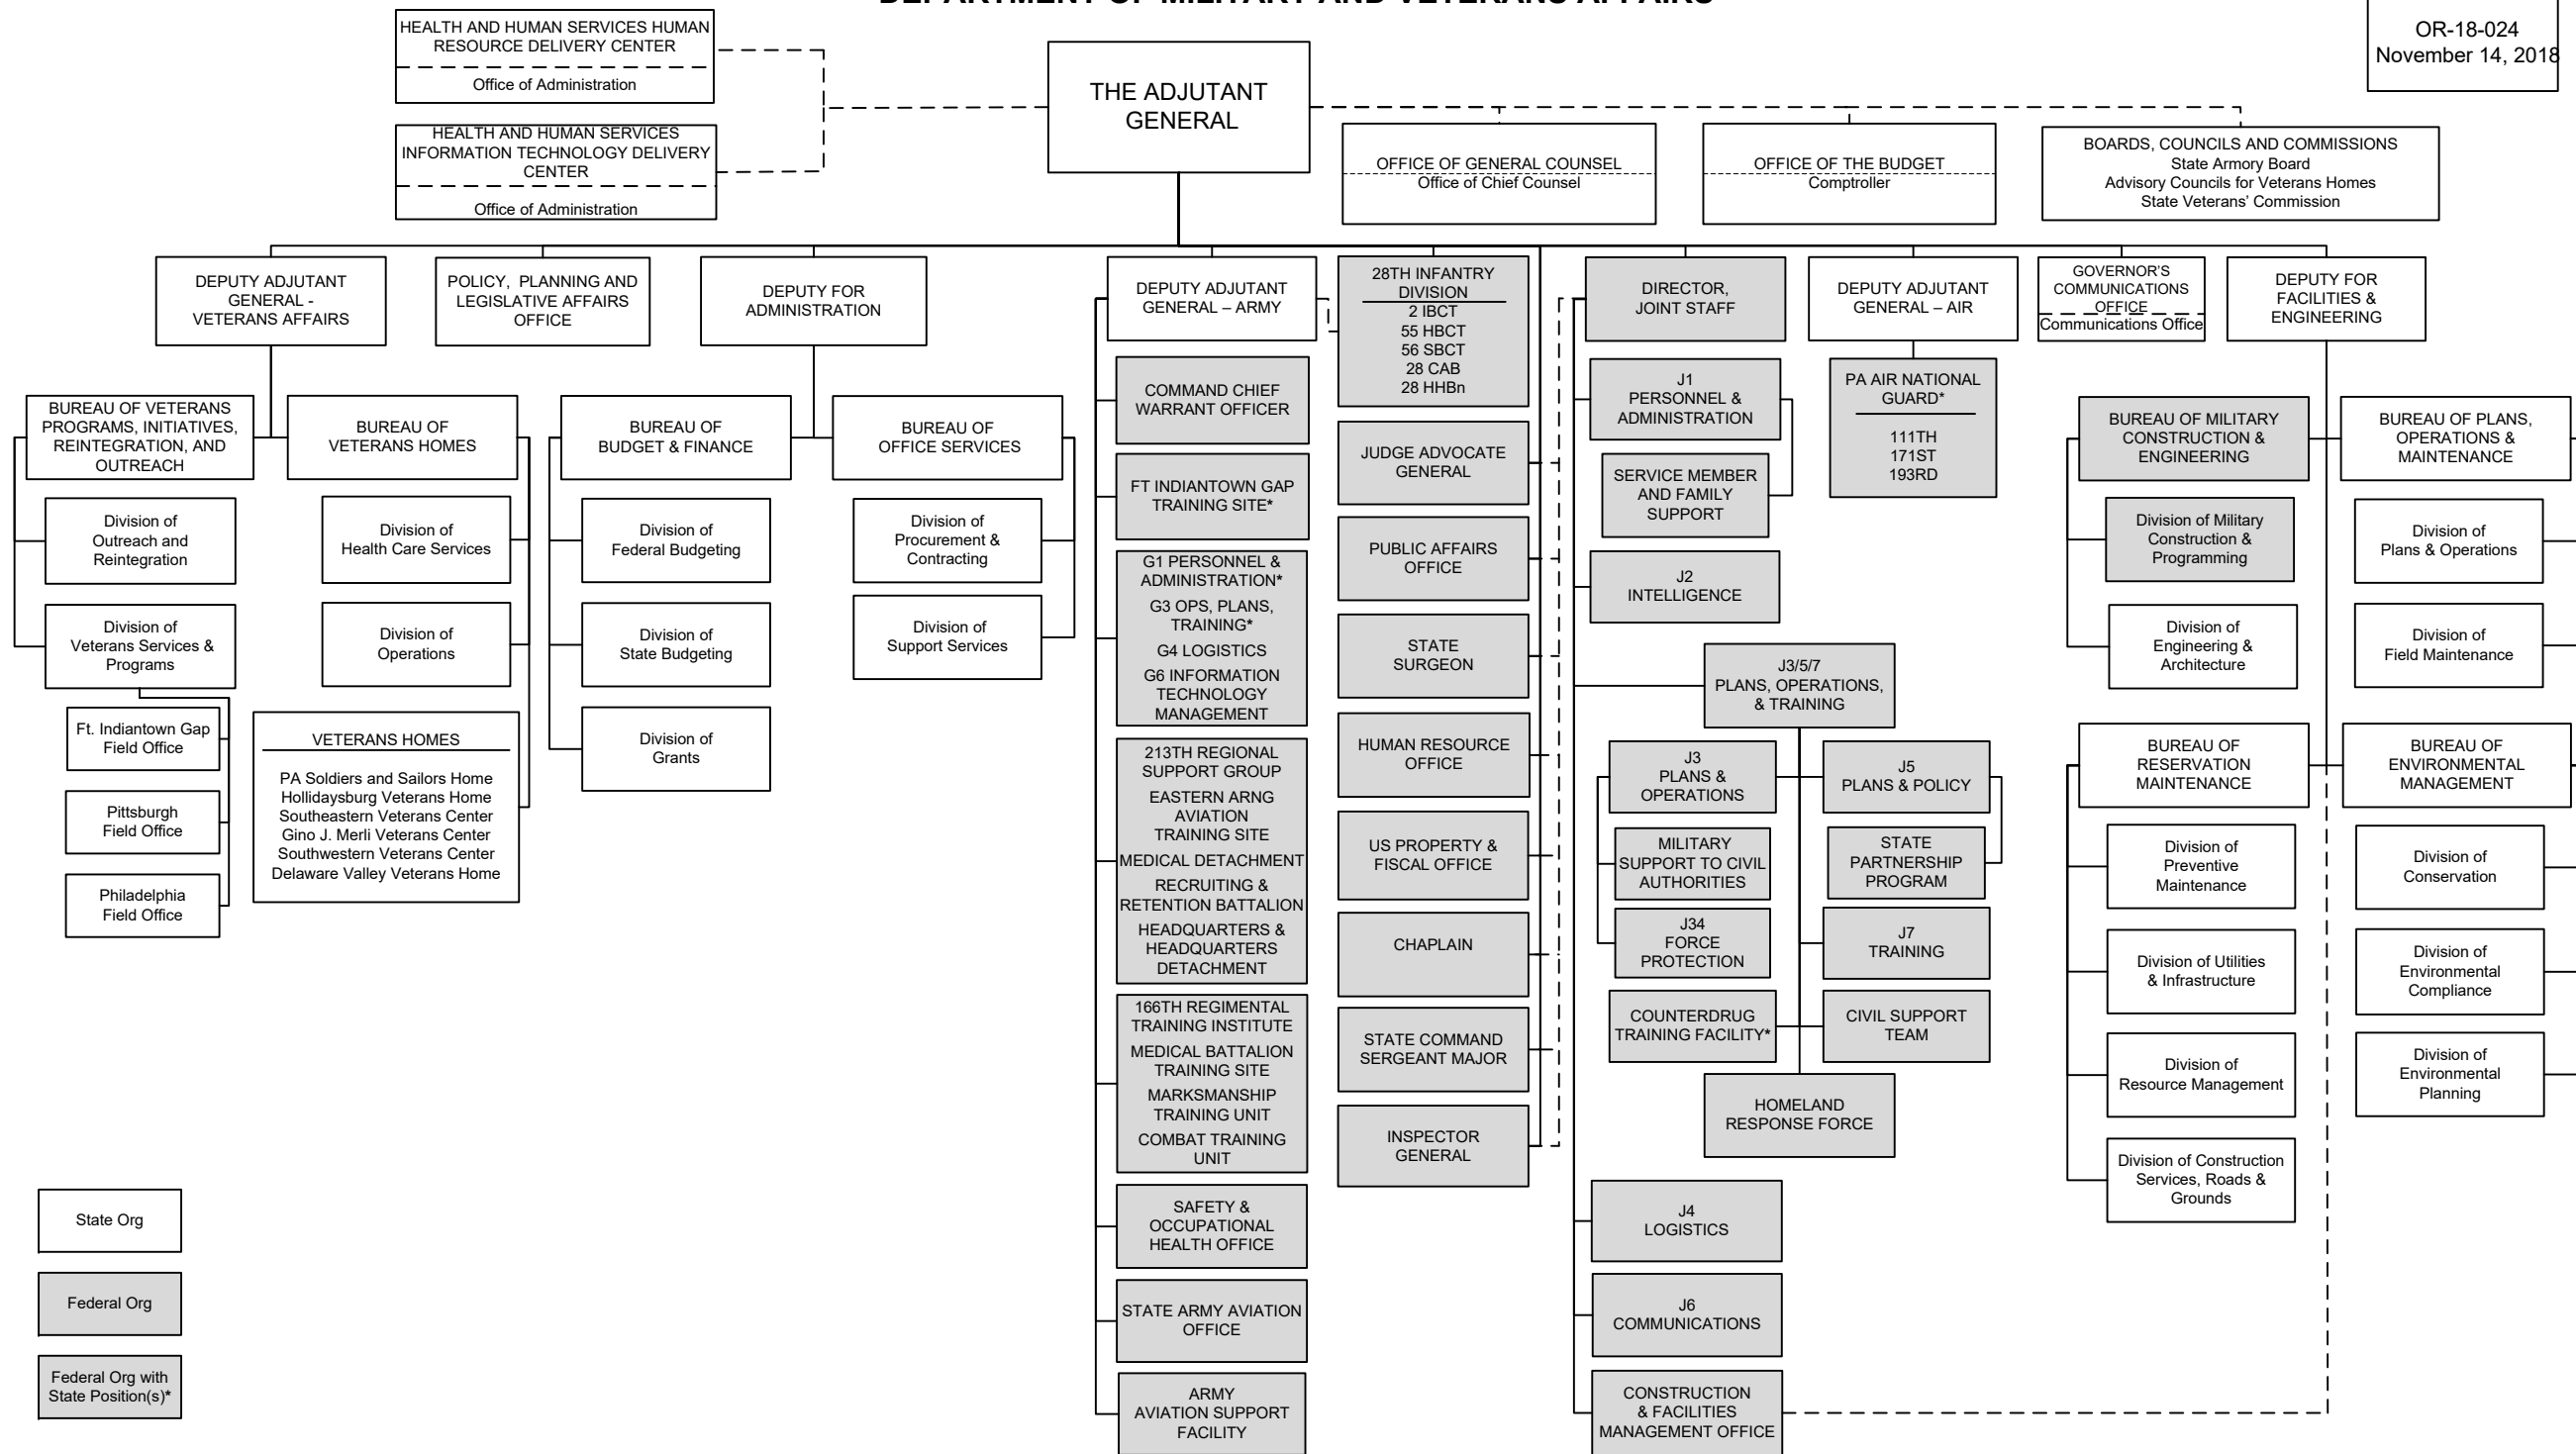 DEPARTMENT OF MILITARY AND VETERANS AFFAIRS
OR-18-024
November 14, 2018
HEALTH AND HUMAN SERVICES HUMAN
RESOURCE DELIVERY CENTER
Office of Administration
HEALTH AND HUMAN SERVICES
INFORMATION TECHNOLOGY DELIVERY
CENTER
Office of Administration
THE ADJUTANT
GENERAL
OFFICE OF GENERAL COUNSEL
Office of Chief Counsel
OFFICE OF THE BUDGET
Comptroller
BOARDS, COUNCILS AND COMMISSIONS
State Armory Board
Advisory Councils for Veterans Homes
State Veterans' Commission
DEPUTY ADJUTANT
GENERAL -
VETERANS AFFAIRS
POLICY, PLANNING AND
LEGISLATIVE AFFAIRS
OFFICE
DEPUTY FOR
ADMINISTRATION
DEPUTY ADJUTANT
GENERAL – ARMY
28TH INFANTRY
DIVISION
2 IBCT
55 HBCT
56 SBCT
28 CAB
28 HHBn
DIRECTOR,
JOINT STAFF
DEPUTY ADJUTANT
GENERAL – AIR
GOVERNOR'S
COMMUNICATIONS
OFFICE
Communications Office
DEPUTY FOR
FACILITIES &
ENGINEERING
BUREAU OF VETERANS
PROGRAMS, INITIATIVES,
REINTEGRATION, AND
OUTREACH
Division of
Outreach and
Reintegration
Division of
Veterans Services &
Programs
Ft. Indiantown Gap
Field Office
Pittsburgh
Field Office
Philadelphia
Field Office
BUREAU OF
VETERANS HOMES
Division of
Health Care Services
Division of
Operations
VETERANS HOMES
PA Soldiers and Sailors Home
Hollidaysburg Veterans Home
Southeastern Veterans Center
Gino J. Merli Veterans Center
Southwestern Veterans Center
Delaware Valley Veterans Home
BUREAU OF
BUDGET & FINANCE
Division of
Federal Budgeting
Division of
State Budgeting
Division of
Grants
BUREAU OF
OFFICE SERVICES
Division of
Procurement &
Contracting
Division of
Support Services
COMMAND CHIEF
WARRANT OFFICER
FT INDIANTOWN GAP
TRAINING SITE*
G1 PERSONNEL &
ADMINISTRATION*
G3 OPS, PLANS,
TRAINING*
G4 LOGISTICS
G6 INFORMATION
TECHNOLOGY
MANAGEMENT
213TH REGIONAL
SUPPORT GROUP
EASTERN ARNG
AVIATION
TRAINING SITE
MEDICAL DETACHMENT
RECRUITING &
RETENTION BATTALION
HEADQUARTERS &
HEADQUARTERS
DETACHMENT
166TH REGIMENTAL
TRAINING INSTITUTE
MEDICAL BATTALION
TRAINING SITE
MARKSMANSHIP
TRAINING UNIT
COMBAT TRAINING
UNIT
SAFETY &
OCCUPATIONAL
HEALTH OFFICE
STATE ARMY AVIATION
OFFICE
ARMY
AVIATION SUPPORT
FACILITY
JUDGE ADVOCATE
GENERAL
PUBLIC AFFAIRS
OFFICE
STATE
SURGEON
HUMAN RESOURCE
OFFICE
US PROPERTY &
FISCAL OFFICE
CHAPLAIN
STATE COMMAND
SERGEANT MAJOR
INSPECTOR
GENERAL
J1
PERSONNEL &
ADMINISTRATION
SERVICE MEMBER
AND FAMILY
SUPPORT
J2
INTELLIGENCE
J3/5/7
PLANS, OPERATIONS,
& TRAINING
J3
PLANS &
OPERATIONS
MILITARY
SUPPORT TO CIVIL
AUTHORITIES
J34
FORCE
PROTECTION
COUNTERDRUG
TRAINING FACILITY*
J5
PLANS & POLICY
STATE
PARTNERSHIP
PROGRAM
J7
TRAINING
CIVIL SUPPORT
TEAM
HOMELAND
RESPONSE FORCE
J4
LOGISTICS
J6
COMMUNICATIONS
CONSTRUCTION
& FACILITIES
MANAGEMENT OFFICE
PA AIR NATIONAL
GUARD*
111TH
171ST
193RD
BUREAU OF MILITARY
CONSTRUCTION &
ENGINEERING
Division of Military
Construction &
Programming
Division of
Engineering &
Architecture
BUREAU OF PLANS,
OPERATIONS &
MAINTENANCE
Division of
Plans & Operations
Division of
Field Maintenance
BUREAU OF
RESERVATION
MAINTENANCE
Division of
Preventive
Maintenance
Division of Utilities
& Infrastructure
Division of
Resource Management
Division of Construction
Services, Roads &
Grounds
BUREAU OF
ENVIRONMENTAL
MANAGEMENT
Division of
Conservation
Division of
Environmental
Compliance
Division of
Environmental
Planning
State Org
Federal Org
Federal Org with
State Position(s)*